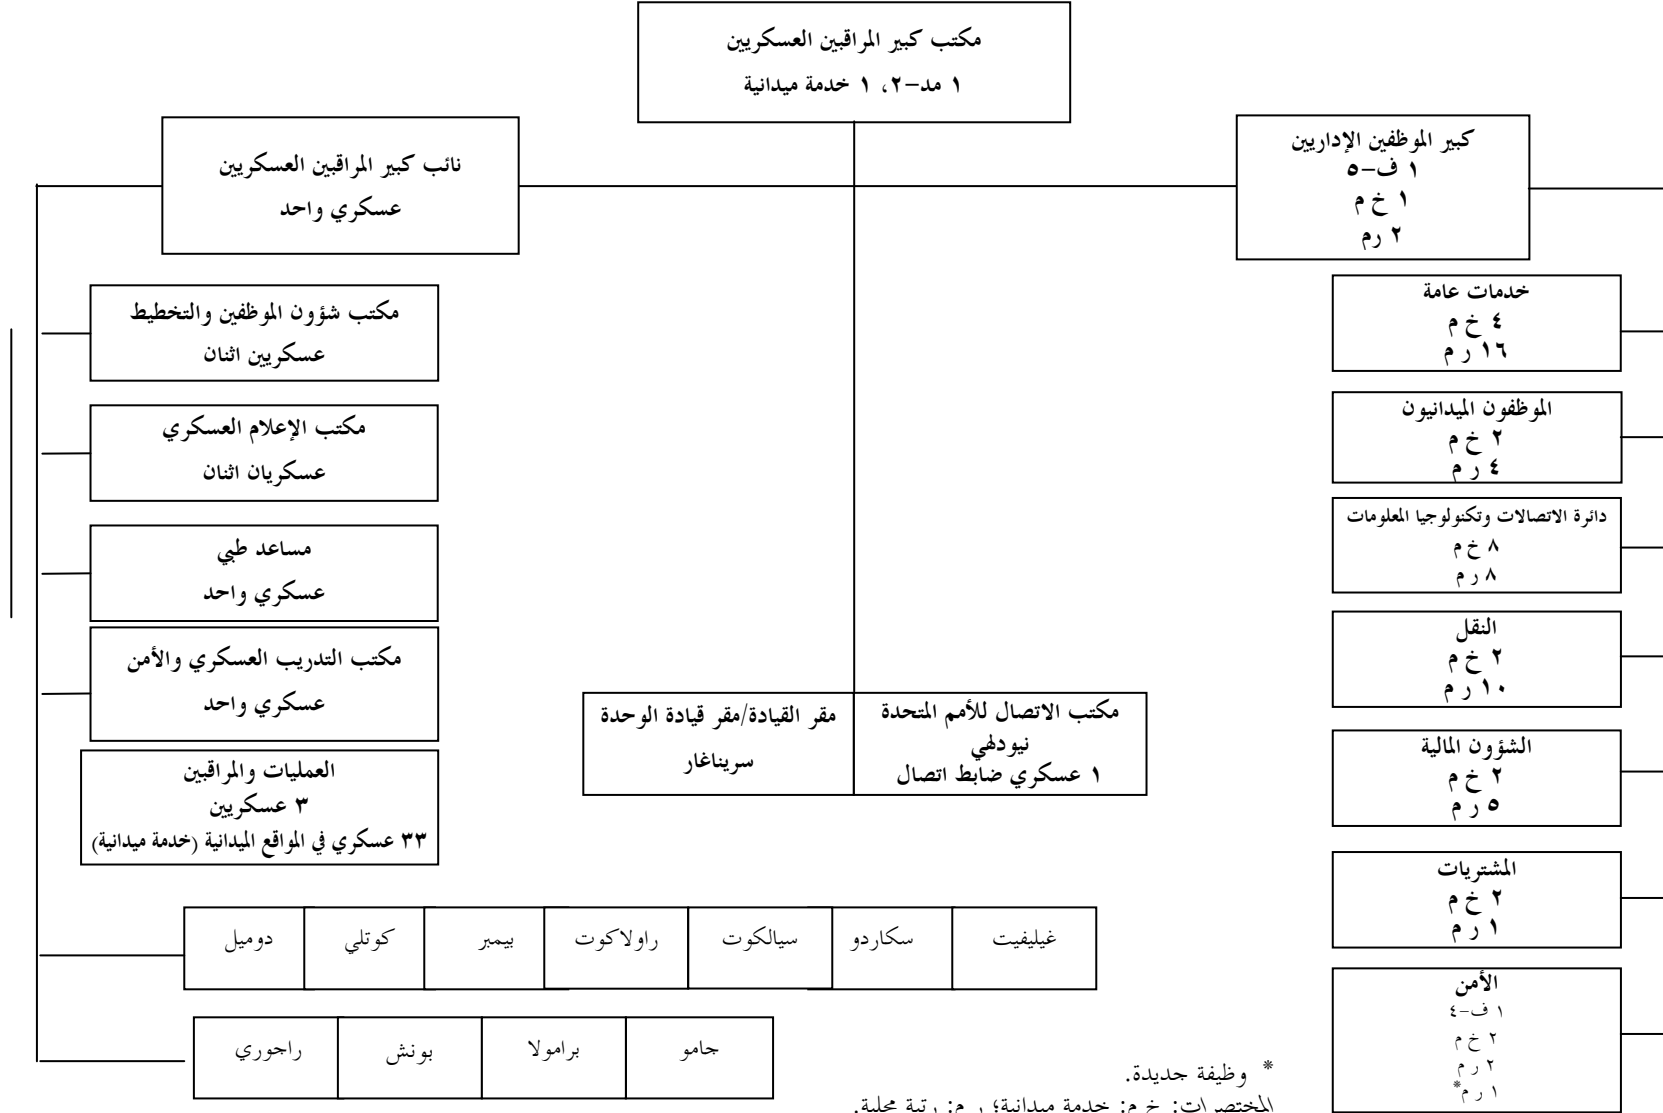 مكتب كبير المراقبين العسكريين
١ مد-٢، ١ خدمة ميدانية
كبير الموظفين الإداريين
١ ف-٥
١ خ م
٢ رم
نائب كبير المراقبين العسكريين
عسكري واحد
خدمات عامة
٤ خ م
١٦ ر م
الموظفون الميدانيون
٢ خ م
٤ ر م
دائرة الاتصالات وتكنولوجيا المعلومات
٨ خ م
٨ ر م
النقل
٢ خ م
١٠ ر م
الشؤون المالية
٢ خ م
٥ ر م
المشتريات
٢ خ م
١ ر م
الأمن
١ ف-٤
٢ خ م
٢ ر م
١ ر م*
مكتب شؤون الموظفين والتخطيط
عسكريين اثنان
مكتب الإعلام العسكري
عسكريان اثنان
مساعد طبي
عسكري واحد
مكتب التدريب العسكري والأمن
عسكري واحد
العمليات والمراقبين
٣ عسكريين
٣٣ عسكري في المواقع الميدانية (خدمة ميدانية)
مكتب الاتصال للأمم المتحدة
نيودلهي
١ عسكري ضابط اتصال
مقر القيادة/مقر قيادة الوحدة
سريناغار
غيليفيت سكاردو سيالكوت راولاكوت بيمبر كوتلي دوميل
جامو برامولا بونش راجوري
* وظيفة جديدة.
المختصرات: خ م: خدمة ميدانية؛ ر م: رتبة محلية.